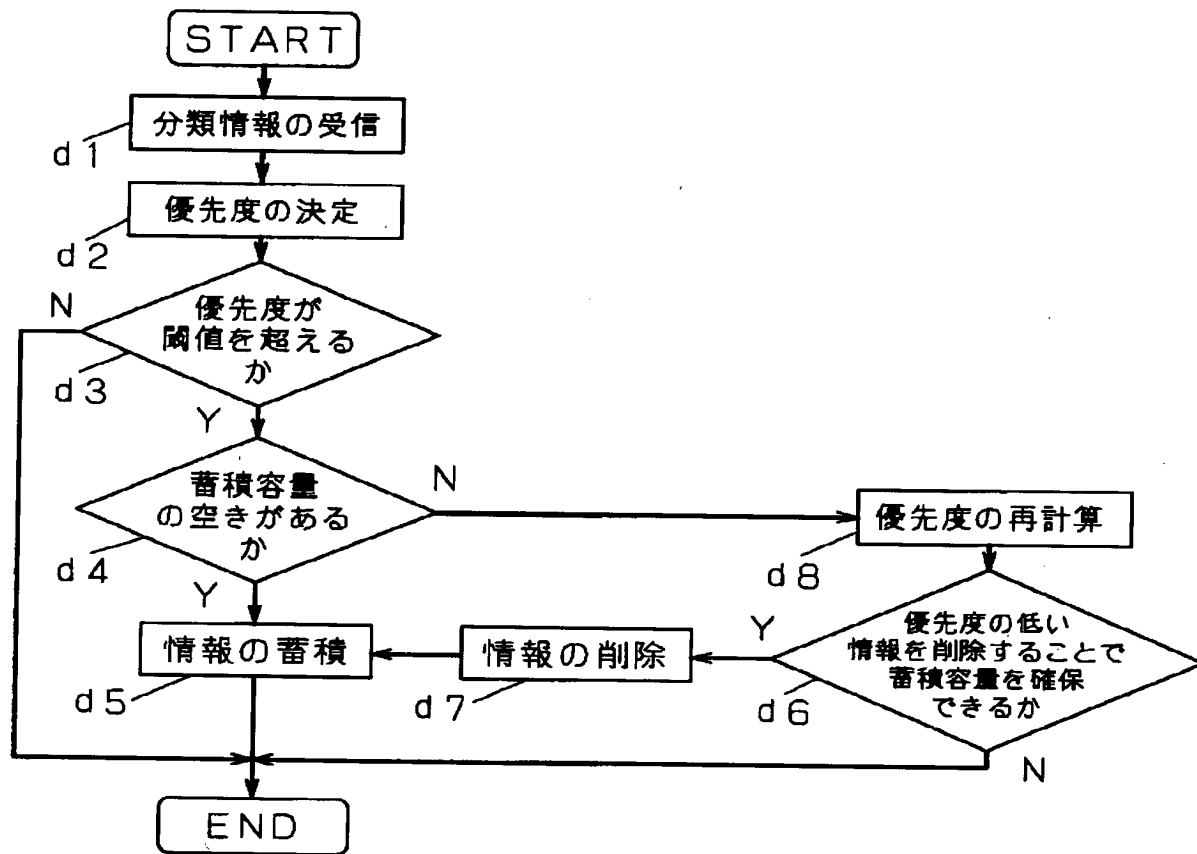 START
分類情報の受信
d1
優先度の決定
d2
N
優先度が
閾値を超える
か
d3
Y
蓄積容量
の空きがある
か
N
d4
Y
優先度の再計算
d8
優先度の低い
情報を削除することで
蓄積容量を確保
できるか
Y
d6
N
情報の削除
d7
情報の蓄積
d5
END